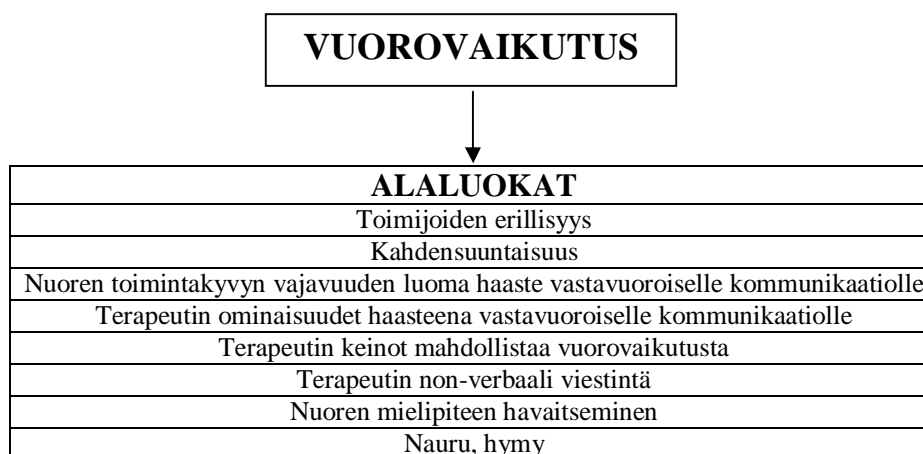 VUOROVAIKUTUS
ALALUOKAT
Toimijoiden erillisyys
Kahdensuuntaisuus
Nuoren toimintakyvyn vajavuuden luoma haaste vastavuoroiselle kommunikaatiolle
Terapeutin ominaisuudet haasteena vastavuoroiselle kommunikaatiolle
Terapeutin keinot mahdollistaa vuorovaikutusta
Terapeutin non-verbaali viestintä
Nuoren mielipiteen havaitseminen
Nauru, hymy